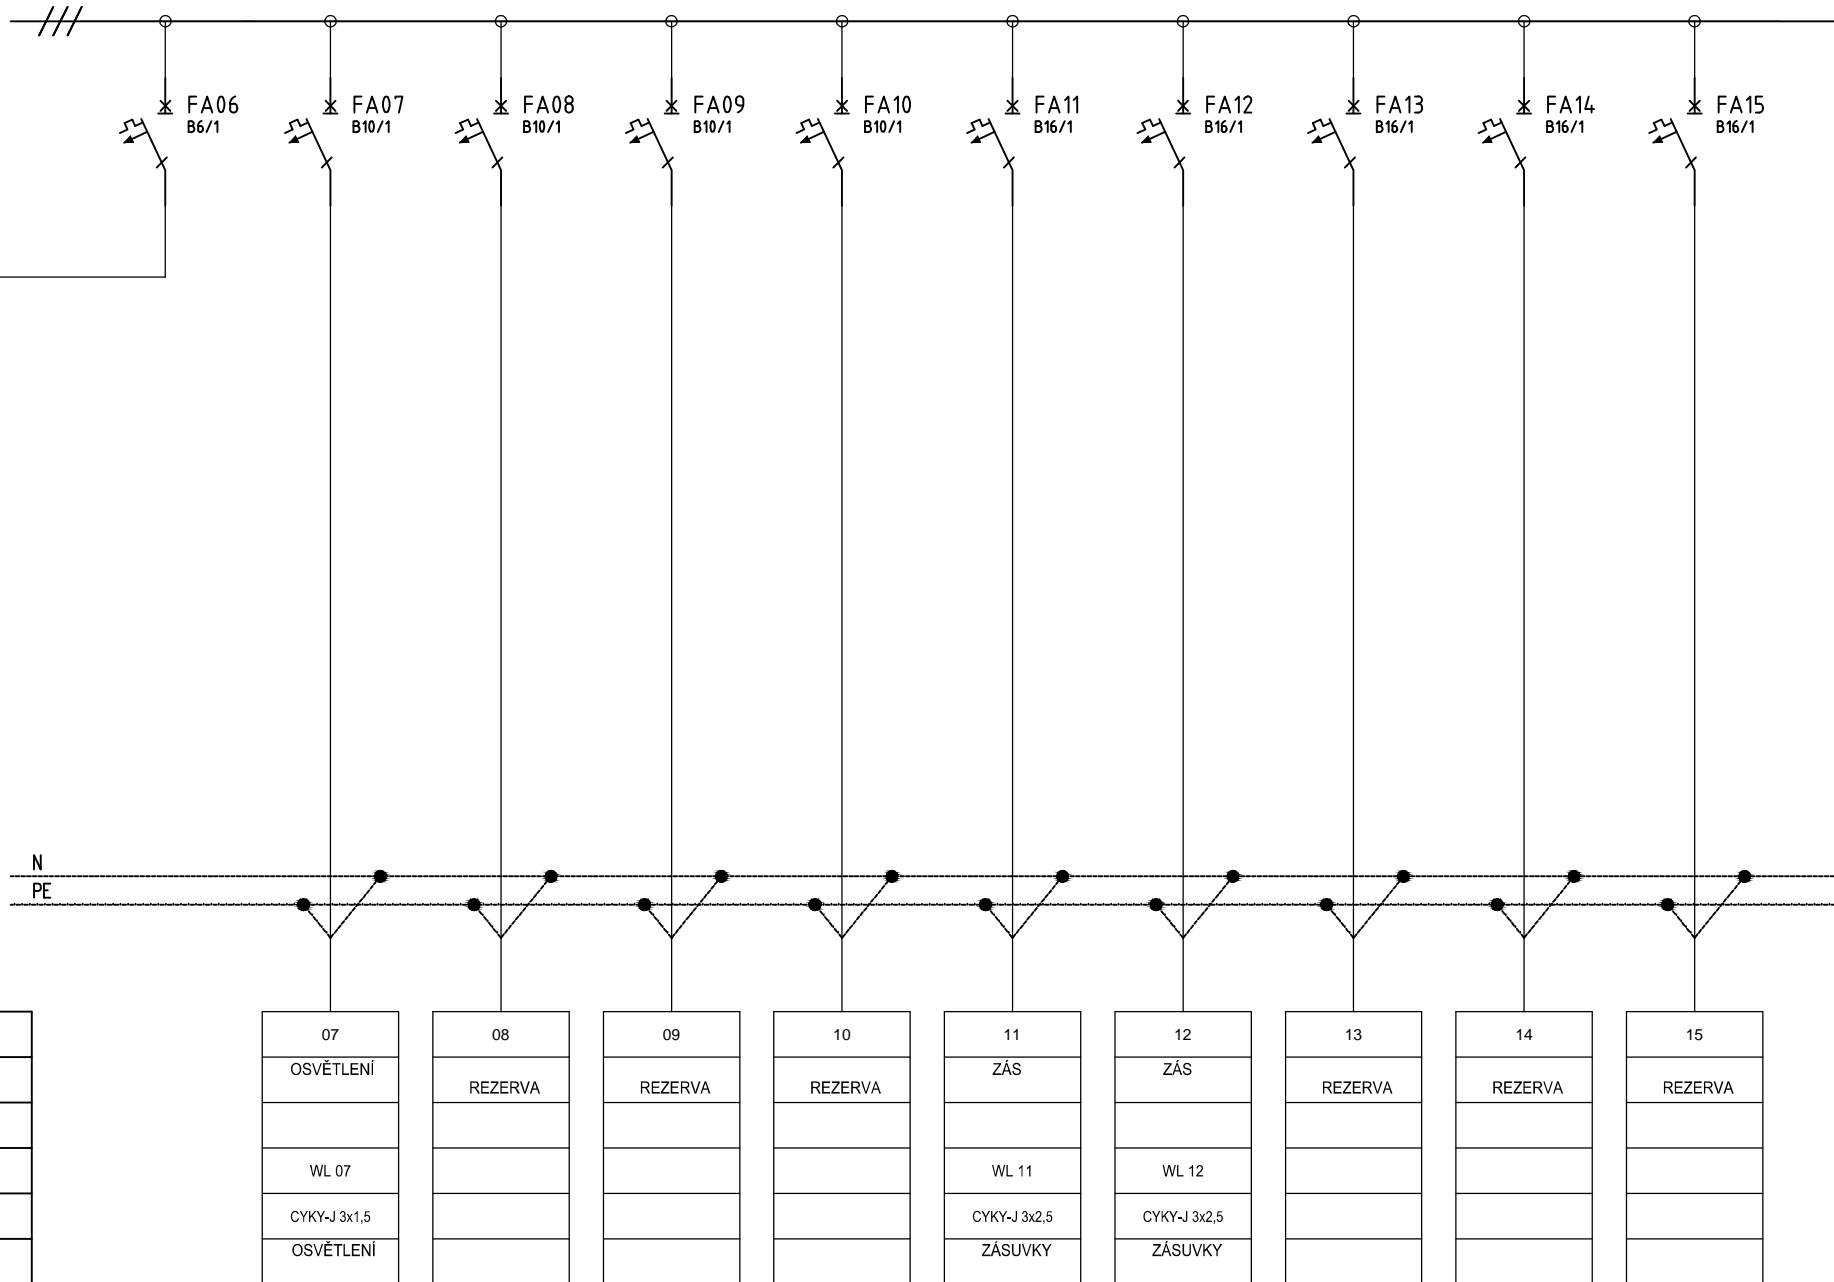 FA06 FA07 FA08 FA09 FA10 FA11 FA12 FA13 FA14 FA15
B6/1 B10/1 B10/1 B10/1 B10/1 B16/1 B16/1 B16/1 B16/1 B16/1
N
PE
07 08 09 10 11 12 13 14 15
OSVĚTLENÍ ZÁS ZÁS
REZERVA REZERVA REZERVA REZERVA REZERVA REZERVA
WL 07 WL 11 WL 12
CYKY-J 3x1,5 CYKY-J 3x2,5 CYKY-J 3x2,5
OSVĚTLENÍ ZÁSUVKY ZÁSUVKY